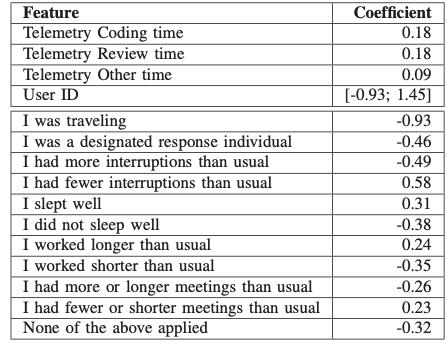 Feature Coefficient
Telemetry Coding time 0.18
Telemetry Review time 0.18
Telemetry Other time 0.09
User ID [-0.93; 1.45]
I was traveling -0.93
I was a designated response individual -0.46
I had more interruptions than usual -0.49
I had fewer interruptions than usual 0.58
I slept well 0.31
I did not sleep well -0.38
I worked longer than usual 0.24
I worked shorter than usual -0.35
I had more or longer meetings than usual -0.26
I had fewer or shorter meetings than usual 0.23
None of the above applied -0.32